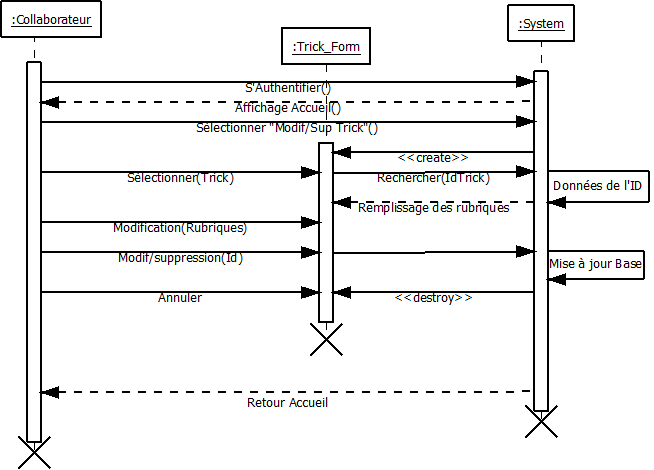 :Collaborateur
:System
:Trick_Form
S'Authentifier()
Affichage Accueil()
Sélectionner "Modif/Sup Trick"()
<<create>>
Sélectionner(Trick)
Rechercher(IdTrick)
Données de l'ID
Remplissage des rubriques
Modification(Rubriques)
Modif/suppression(Id)
Mise à jour Base
Annuler
<<destroy>>
Retour Accueil